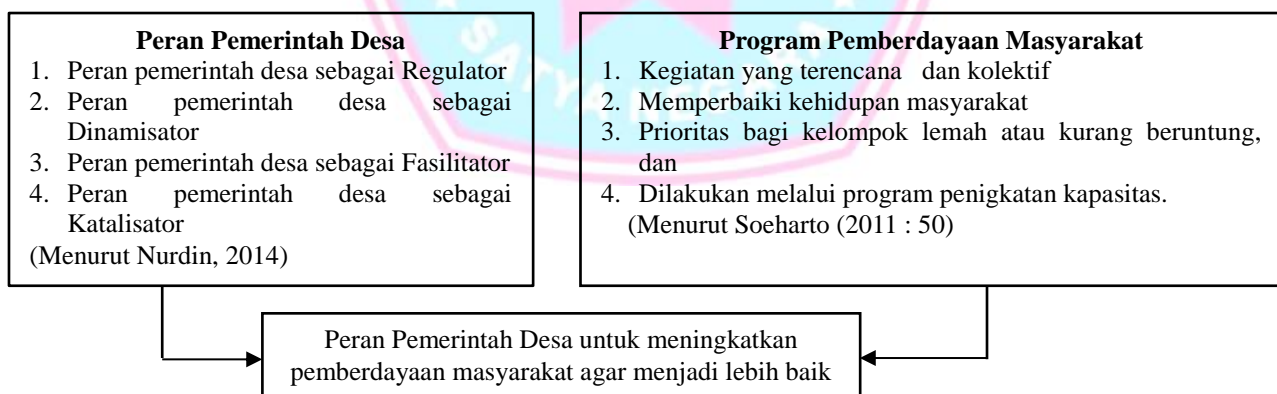 Peran Pemerintah Desa
1. Peran pemerintah desa sebagai Regulator
2. Peran pemerintah desa sebagai
Dinamisator
3. Peran pemerintah desa sebagai Fasilitator
4. Peran pemerintah desa sebagai
Katalisator
(Menurut Nurdin, 2014)
Program Pemberdayaan Masyarakat
1. Kegiatan yang terencana dan kolektif
2. Memperbaiki kehidupan masyarakat
3. Prioritas bagi kelompok lemah atau kurang beruntung,
dan
4. Dilakukan melalui program penigkatan kapasitas.
(Menurut Soeharto (2011 : 50)
Peran Pemerintah Desa untuk meningkatkan
pemberdayaan masyarakat agar menjadi lebih baik
SATYA NEGARA